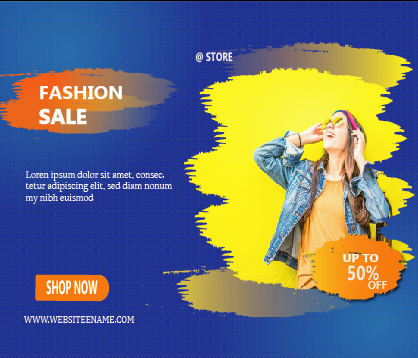 @ STORE
FASHION
SALE
Lorem ipsum dolor sit amet, consec.
tetur adipiscing elit, sed diam nonum
my nibh euismod
UP TO
50%
OFF
SHOP NOW
WWW.WEBSITEENAME.COM